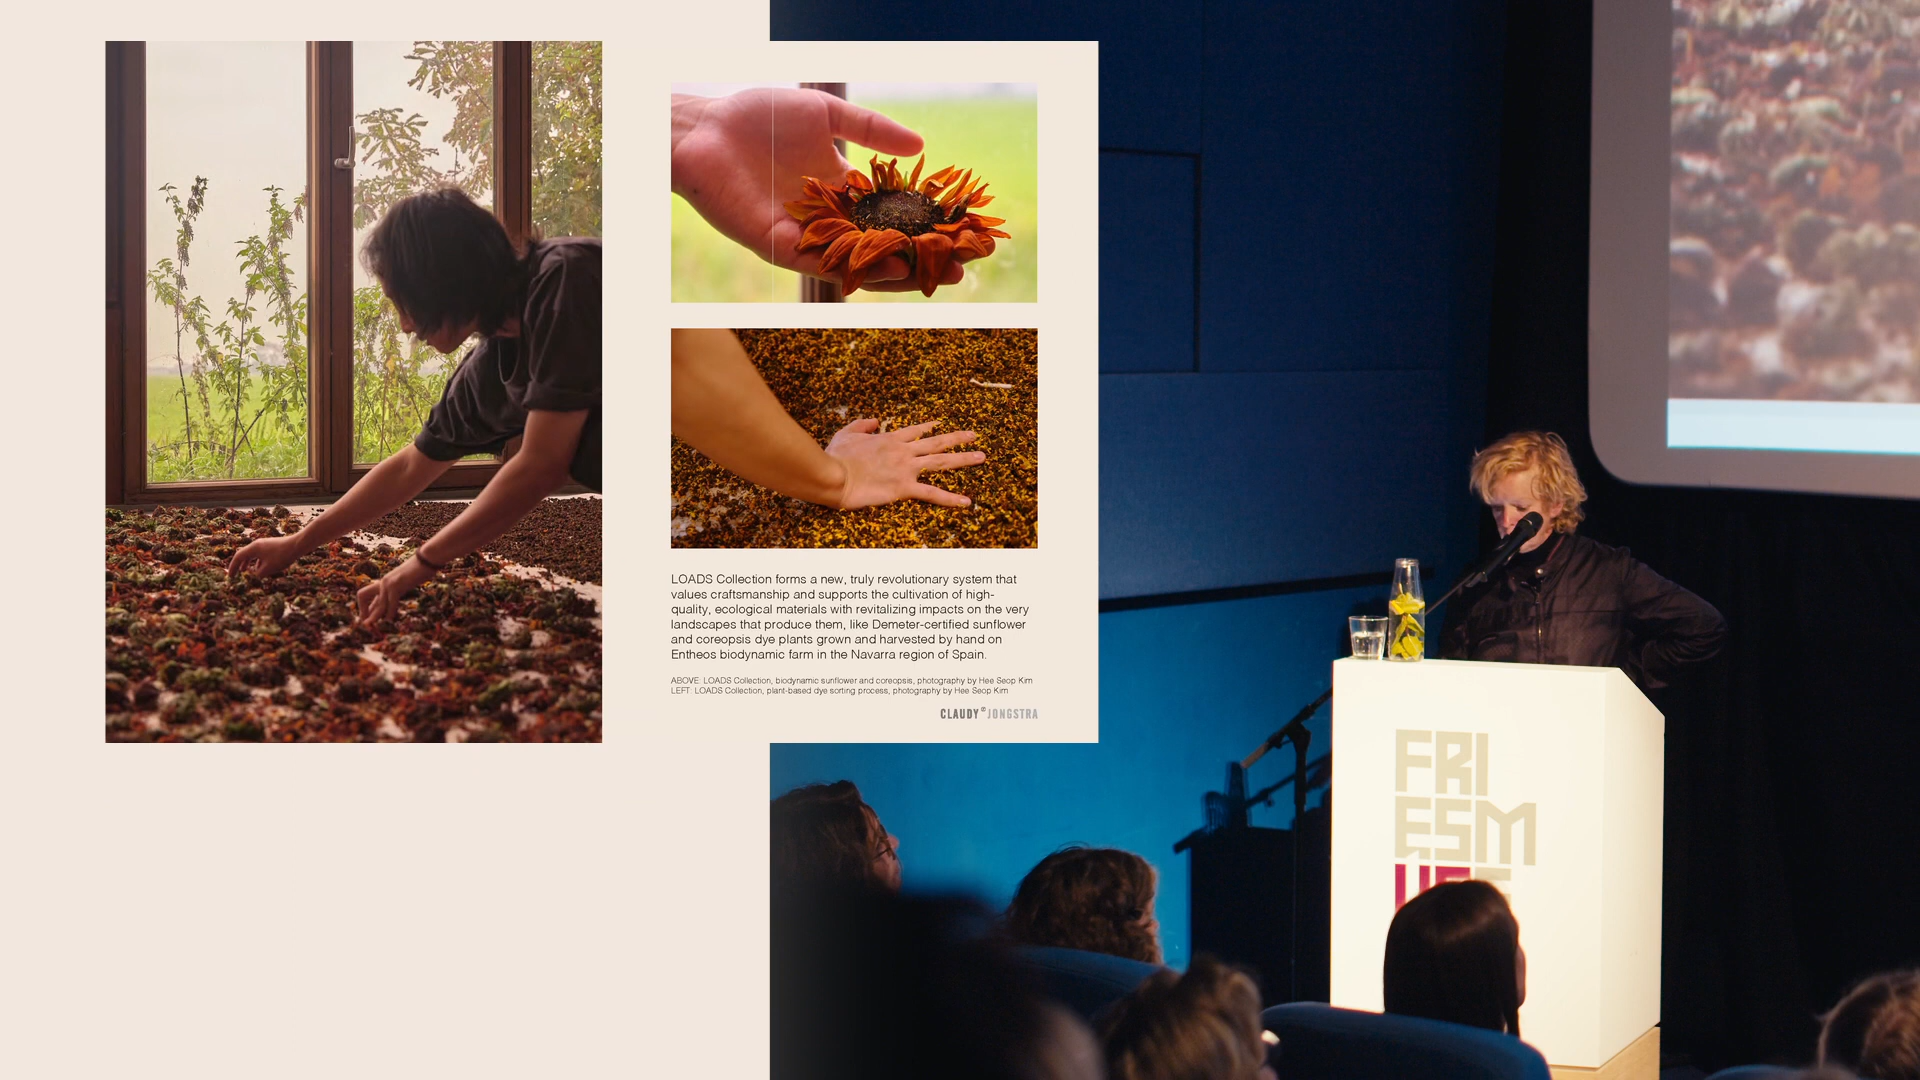 LOADS Collection forms a new, truly revolutionary system that
values craftsmanship and supports the cultivation of high-
quality, ecological materials with revitalizing impacts on the very
landscapes that produce them, like Demeter-certified sunflower
and coreopsis dye plants grown and harvested by hand on
Entheos biodynamic farm in the Navarra region of Spain.
ABOVE: LOADS Collection, biodynamic sunflower and coreopsis, photography by Hee Seop Kim
LEFT: LOADS Collection, plant-based dye sorting process, photography by Hee Seop Kim
CLAUDY JONGSTRA
FRI
ESM